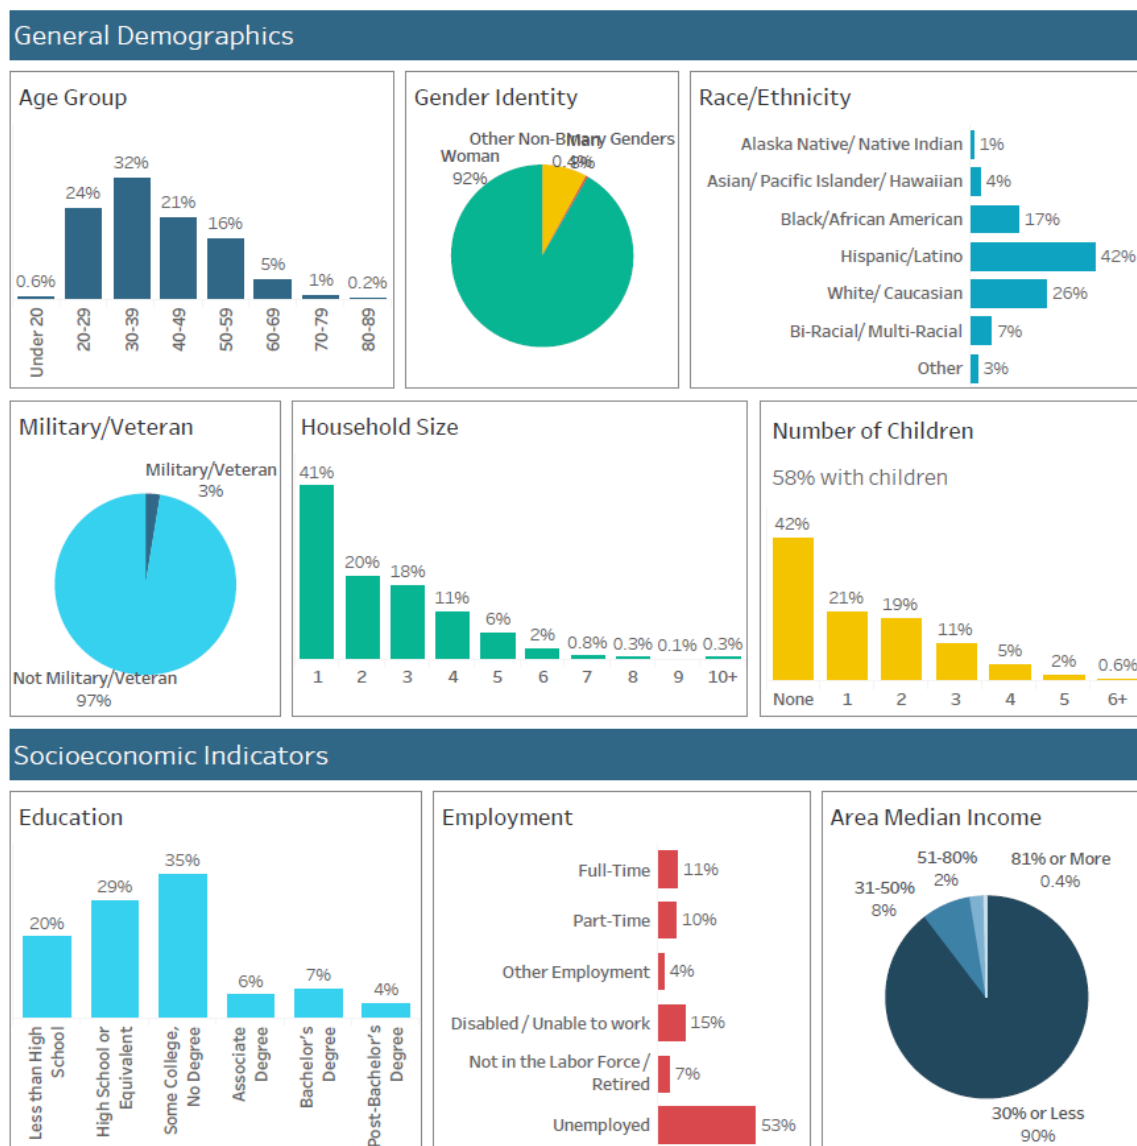 General Demographics
Age Group
0.6%
24%
32%
21%
16%
5%
1%
0.2%
Under 20
20-29
30-39
40-49
50-59
60-69
70-79
80-89
Gender Identity
Other Non-Binary Genders
0.4%
Man
8%
Woman
92%
Race/Ethnicity
Alaska Native/ Native Indian 1%
Asian/ Pacific Islander/ Hawaiian 4%
Black/African American 17%
Hispanic/Latino 42%
White/ Caucasian 26%
Bi-Racial/ Multi-Racial 7%
Other 3%
Military/Veteran
Military/Veteran
3%
Not Military/Veteran
97%
Household Size
41%
20%
18%
11%
6%
2%
0.8%
0.3%
0.1%
0.3%
1 2 3 4 5 6 7 8 9 10+
Number of Children
58% with children
42%
21%
19%
11%
5%
2%
0.6%
None 1 2 3 4 5 6+
Socioeconomic Indicators
Education
20%
29%
35%
6%
7%
4%
Less than High
School
High School or
Equivalent
Some College,
No Degree
Associate
Degree
Bachelor's
Degree
Post-Bachelor's
Degree
Employment
Full-Time 11%
Part-Time 10%
Other Employment 4%
Disabled / Unable to work 15%
Not in the Labor Force /
Retired 7%
Unemployed 53%
Area Median Income
51-80%
2%
81% or More
0.4%
31-50%
8%
30% or Less
90%